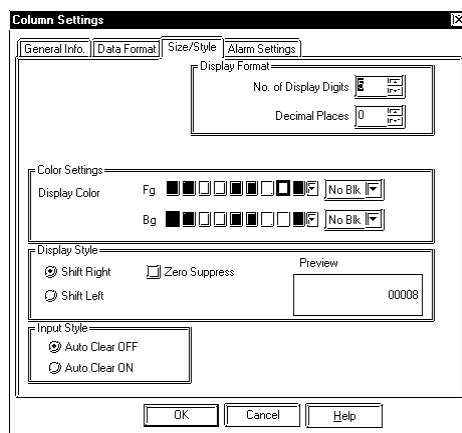 Column Settings
General Info. Data Format Size/Style Alarm Settings
Display Format
No. of Display Digits
Decimal Places 0
Color Settings
Display Color Fg No Blk
Bg No Blk
Display Style
Shift Right Zero Suppress Preview
Shift Left 00008
Input Style
Auto Clear OFF
Auto Clear ON
OK Cancel Help